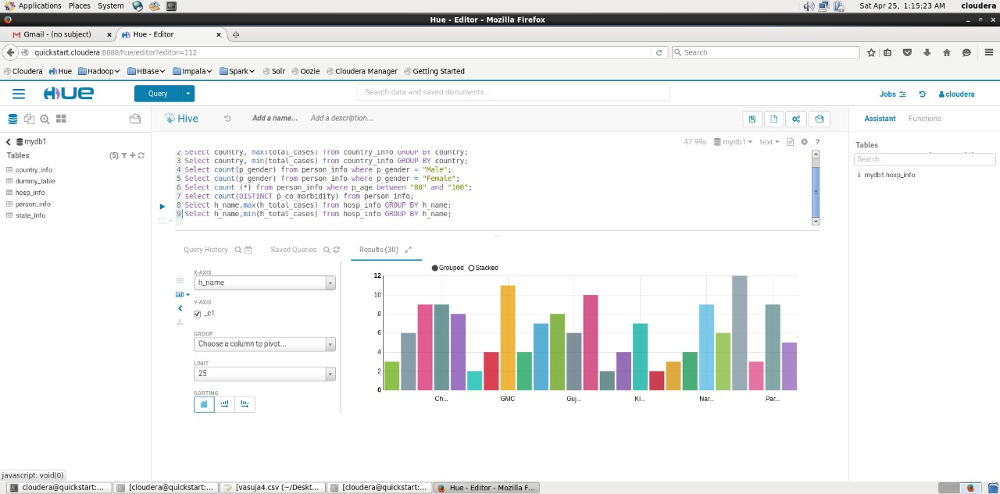 Applications Places System Sat Apr 25, 1:15:23 AM cloudera
Hue - Editor - Mozilla Firefox
Gmail - (no subject) × Hue - Editor ×
quickstart.cloudera:8888/hue/editor?editor=112 Search
Cloudera Hue Hadoop HBase Impala Spark Solr Oozie Cloudera Manager Getting Started
HUE Query Search data and saved documents... Jobs cloudera
Hive Add a name... Add a description... Assistant Functions
mydb1 47.99s mydb1 text ?
Tables (5) Tables
2 Select country, max(total_cases) from country_info GROUP BY country;
3 Select country, min(total_cases) from country_info GROUP BY country;
4 Select count(p_gender) from person_info where p_gender = "Male";
5 Select count(p_gender) from person_info where p_gender = "Female";
6 Select count (*) from person_info where p_age between "80" and "100";
7 select count(DISTINCT p_co_morbidity) from person_info;
8 Select h_name,max(h_total_cases) from hosp_info GROUP BY h_name;
9 Select h_name,min(h_total_cases) from hosp_info GROUP BY h_name;
country_info
dummy_table
hosp_info
person_info
state_info
Search...
mydb1.hosp_info
Query History Saved Queries Results (30)
X-AXIS
h_name
Y-AXIS
_c1
GROUP
Choose a column to pivot...
LIMIT
25
SORTING
Grouped Stacked
12
10
8
6
4
2
0
Ch... GMC Guj... Kl... Nar... Par...
javascript: void(0)
cloudera@quickstart:... [cloudera@quickstart:... [vasuja4.csv (~/Deskt... [cloudera@quickstart:... Hue - Editor - Mozilla F...